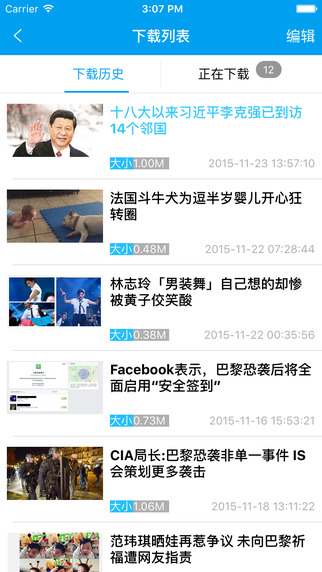 Carrier 3:07 PM
下载列表 编辑
下载历史 正在下载 12
十八大以来习近平李克强已到访
14个邻国
大小1.00M 2015-11-23 13:57:10
法国斗牛犬为逗半岁婴儿开心狂
转圈
大小0.48M 2015-11-22 07:28:44
林志玲「男装舞」自己想的却惨
被黄子佼笑酸
大小0.38M 2015-11-22 00:35:56
Facebook表示，巴黎恐袭后将全
面启用“安全签到”
大小0.73M 2015-11-16 15:53:21
CIA局长:巴黎恐袭非单一事件 IS
会策划更多袭击
大小1.06M 2015-11-18 13:11:22
范玮琪晒娃再惹争议 未向巴黎祈
福遭网友指责